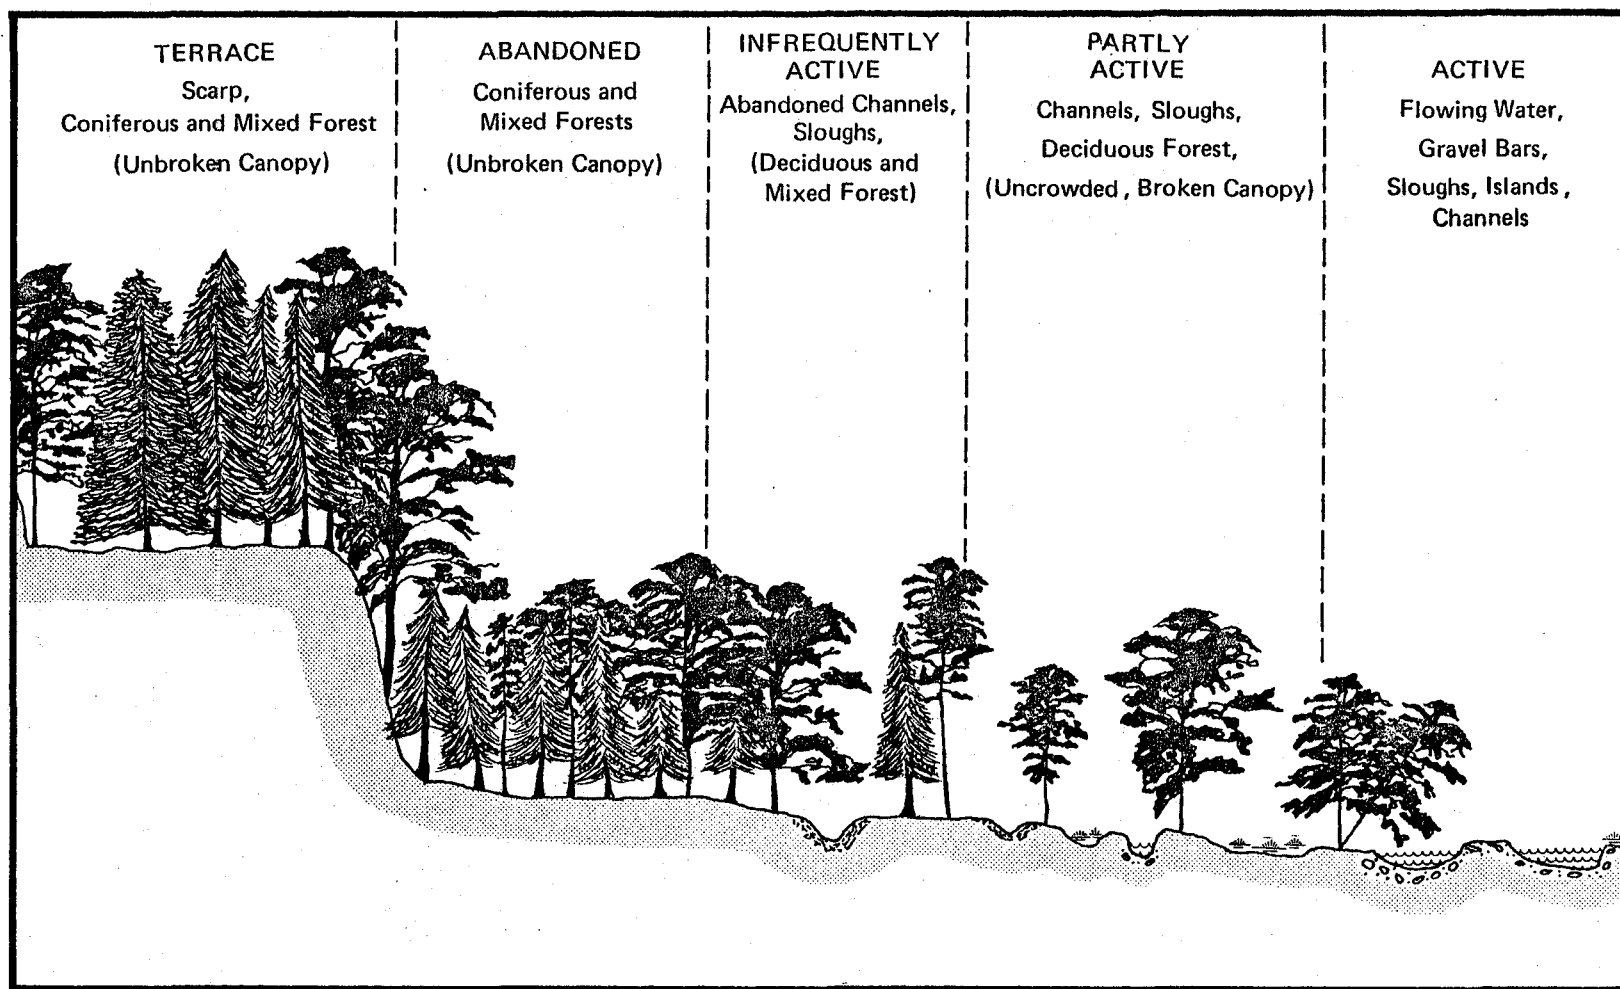 TERRACE
Scarp,
Coniferous and Mixed Forest
(Unbroken Canopy)
ABANDONED
Coniferous and
Mixed Forests
(Unbroken Canopy)
INFREQUENTLY
ACTIVE
Abandoned Channels,
Sloughs,
(Deciduous and
Mixed Forest)
PARTLY
ACTIVE
Channels, Sloughs,
Deciduous Forest,
(Uncrowded, Broken Canopy)
ACTIVE
Flowing Water,
Gravel Bars,
Sloughs, Islands,
Channels